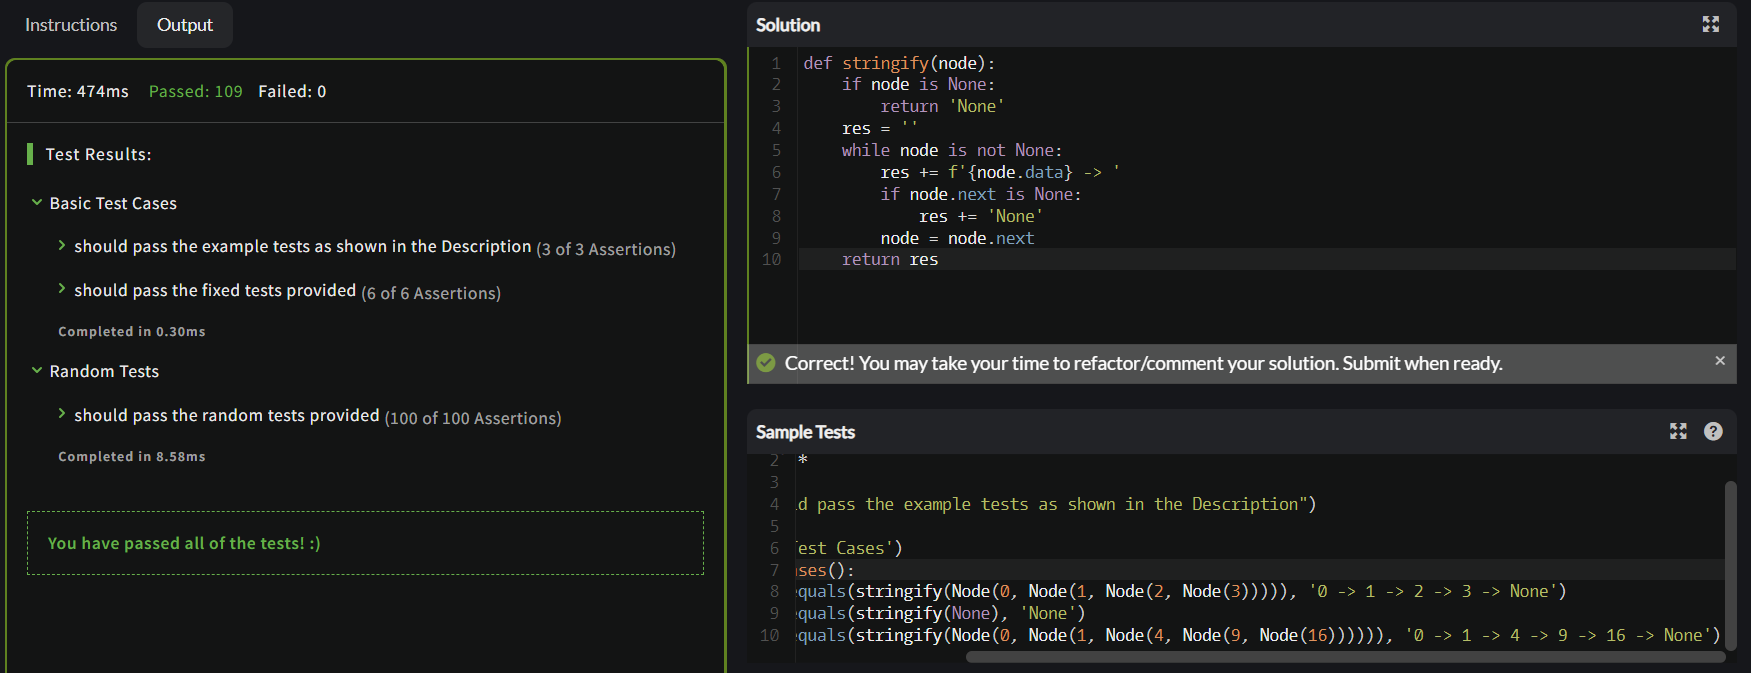 Instructions
Output
Time: 474ms Passed: 109 Failed: 0
Test Results:
Basic Test Cases
should pass the example tests as shown in the Description (3 of 3 Assertions)
should pass the fixed tests provided (6 of 6 Assertions)
Completed in 0.30ms
Random Tests
should pass the random tests provided (100 of 100 Assertions)
Completed in 8.58ms
You have passed all of the tests! :)
Solution
1 def stringify(node):
2     if node is None:
3         return 'None'
4     res = ''
5     while node is not None:
6         res += f'{node.data} -> '
7         if node.next is None:
8             res += 'None'
9         node = node.next
10     return res
Correct! You may take your time to refactor/comment your solution. Submit when ready. ×
Sample Tests ?
2 *
3
4 d pass the example tests as shown in the Description")
5
6 est Cases')
7 ses():
8 quals(stringify(Node(0, Node(1, Node(2, Node(3))))), '0 -> 1 -> 2 -> 3 -> None')
9 quals(stringify(None), 'None')
10 quals(stringify(Node(0, Node(1, Node(4, Node(9, Node(16)))))), '0 -> 1 -> 4 -> 9 -> 16 -> None')